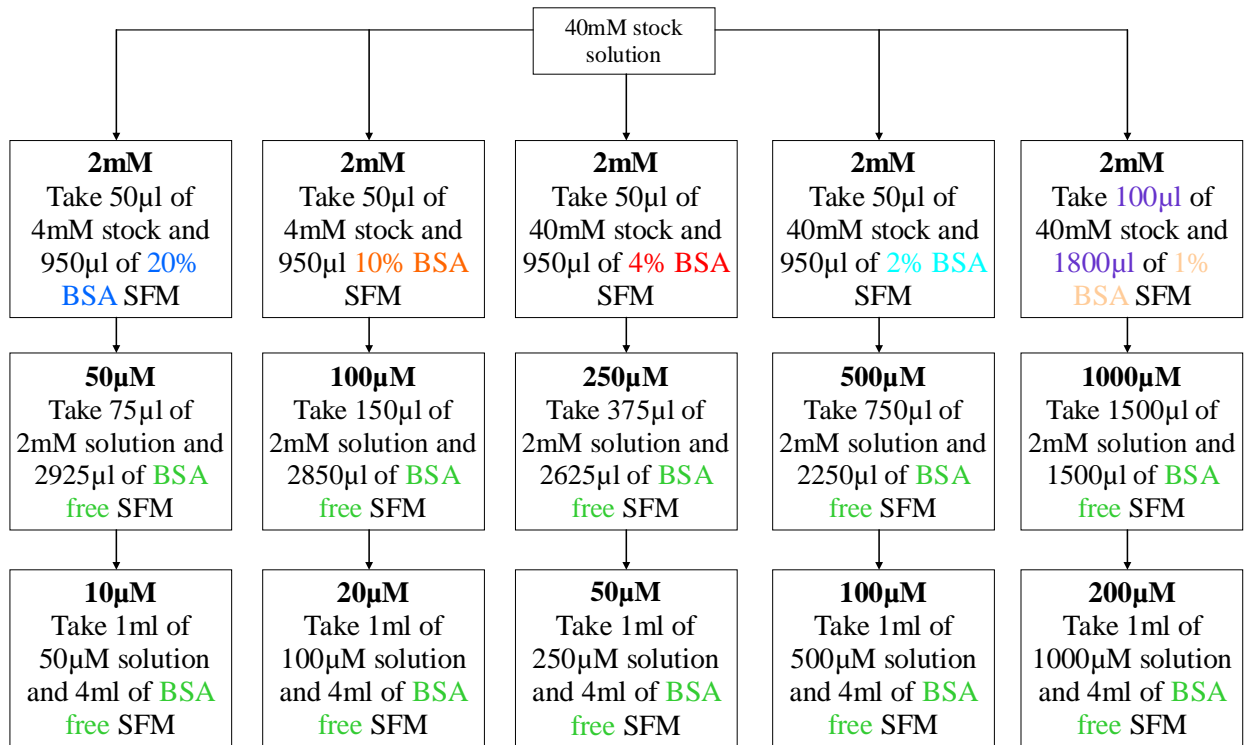 40mM stock
solution
2mM
Take 50µl of
4mM stock and
950µl of 20%
BSA SFM
2mM
Take 50µl of
4mM stock and
950µl 10% BSA
SFM
2mM
Take 50µl of
40mM stock and
950µl of 4% BSA
SFM
2mM
Take 50µl of
40mM stock and
950µl of 2% BSA
SFM
2mM
Take 100µl of
40mM stock and
1800µl of 1%
BSA SFM
50µM
Take 75µl of
2mM solution and
2925µl of BSA
free SFM
100µM
Take 150µl of
2mM solution and
2850µl of BSA
free SFM
250µM
Take 375µl of
2mM solution and
2625µl of BSA
free SFM
500µM
Take 750µl of
2mM solution and
2250µl of BSA
free SFM
1000µM
Take 1500µl of
2mM solution and
1500µl of BSA
free SFM
10µM
Take 1ml of
50µM solution
and 4ml of BSA
free SFM
20µM
Take 1ml of
100µM solution
and 4ml of BSA
free SFM
50µM
Take 1ml of
250µM solution
and 4ml of BSA
free SFM
100µM
Take 1ml of
500µM solution
and 4ml of BSA
free SFM
200µM
Take 1ml of
1000µM solution
and 4ml of BSA
free SFM